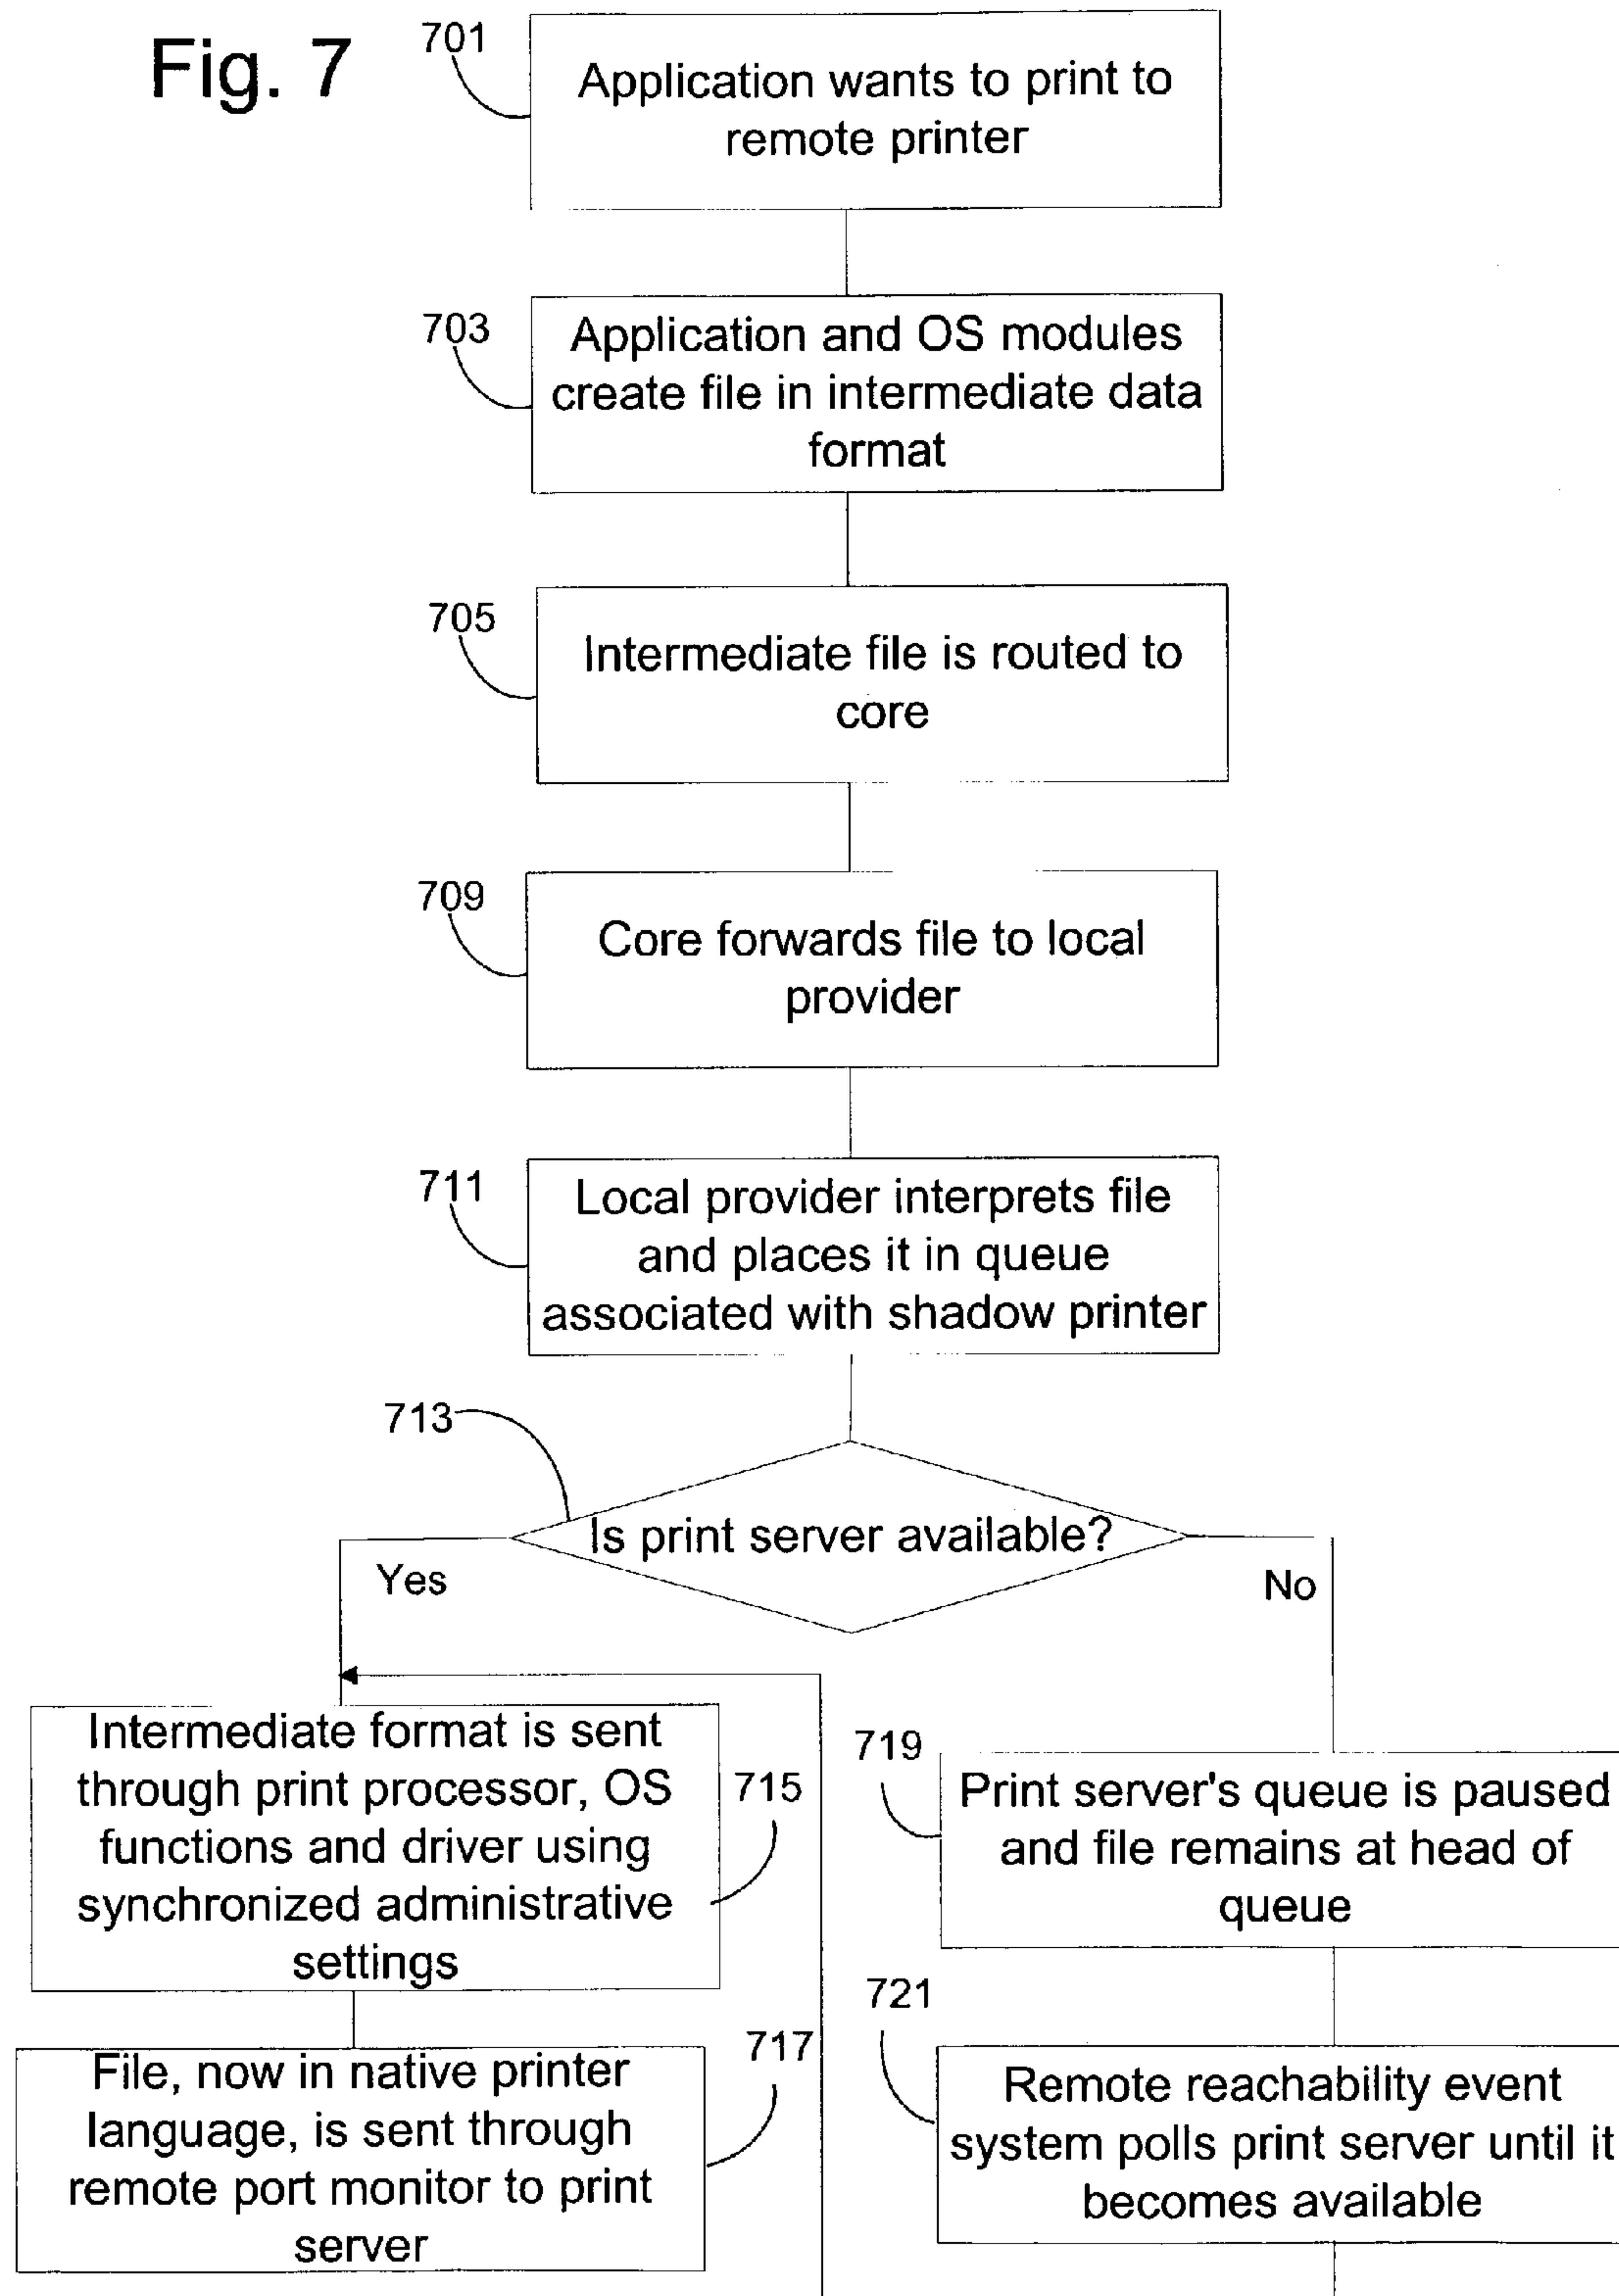 Fig. 7
701
Application wants to print to
remote printer
703
Application and OS modules
create file in intermediate data
format
705
Intermediate file is routed to
core
709
Core forwards file to local
provider
711
Local provider interprets file
and places it in queue
associated with shadow printer
713
Is print server available?
Yes
No
Intermediate format is sent
through print processor, OS
functions and driver using
synchronized administrative
settings
715
719
Print server's queue is paused
and file remains at head of
queue
File, now in native printer
language, is sent through
remote port monitor to print
server
717
721
Remote reachability event
system polls print server until it
becomes available